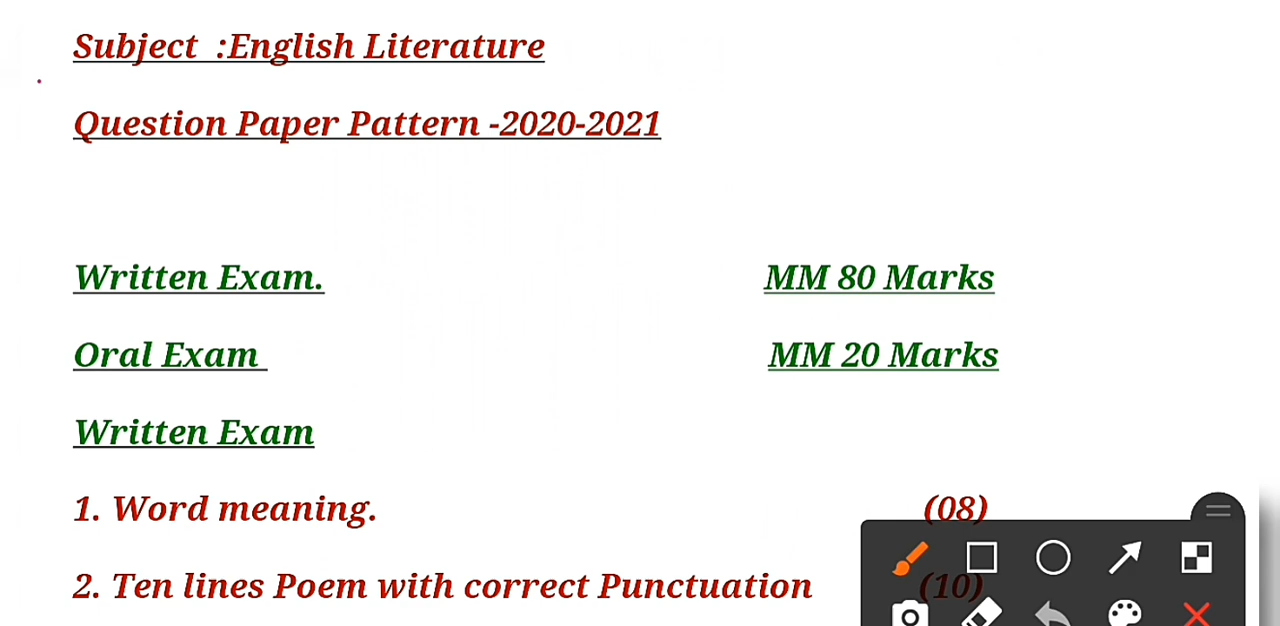 Subject  :English Literature
Question Paper Pattern -2020-2021
Written Exam. MM 80 Marks
Oral Exam MM 20 Marks
Written Exam
1. Word meaning. (08)
2. Ten lines Poem with correct Punctuation (10)